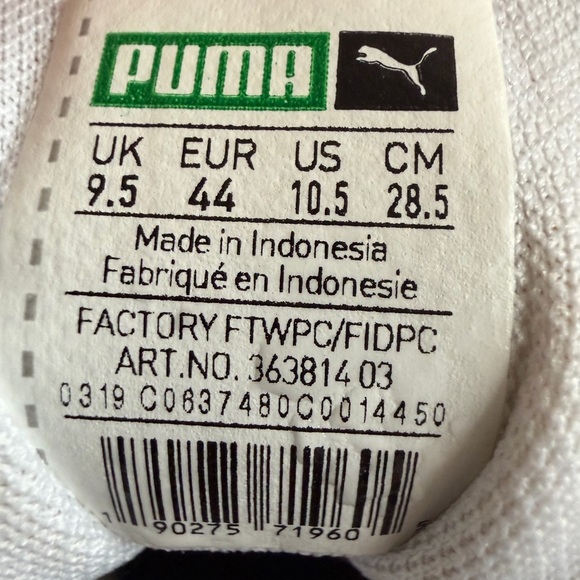 PUMA
UK EUR US CM
9.5 44 10.5 28.5
Made in Indonesia
Fabriqué en Indonesie
FACTORY FTWPC/FIDPC
ART.NO. 363814 03
0319 C0637480C0014450
1 90275 71960